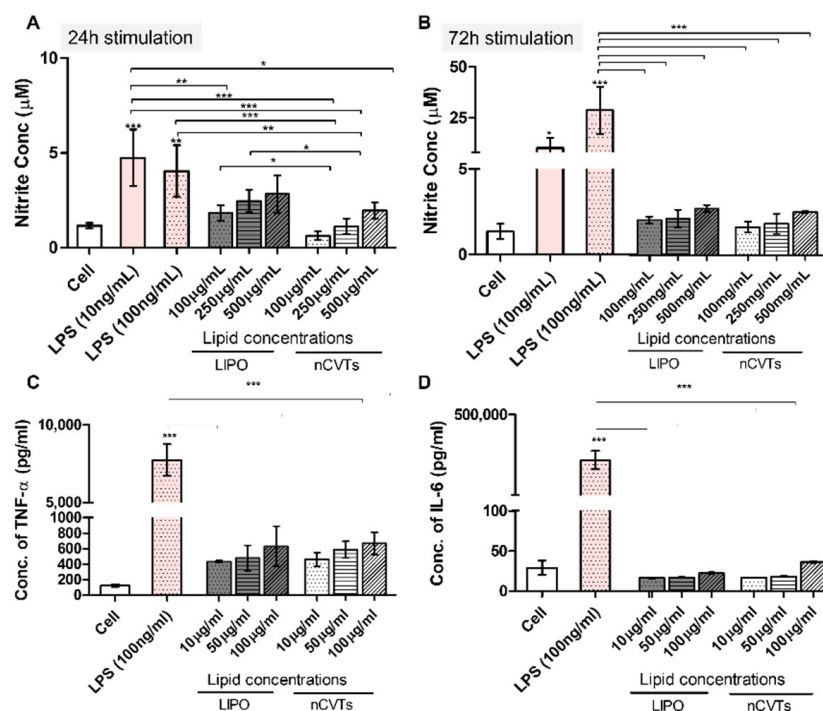 A
24h stimulation
Nitrite Conc (μM)
10
5
0
*
**
***
***
***
**
*
*
***
**
Cell
LPS (10ng/mL)
LPS (100ng/mL)
100μg/mL
250μg/mL
500μg/mL
100μg/mL
250μg/mL
500μg/mL
Lipid concentrations
LIPO
nCVTs
B
72h stimulation
Nitrite Conc (μM)
50
25
5
0
***
***
*
Cell
LPS (10ng/mL)
LPS (100ng/mL)
100mg/mL
250mg/mL
500mg/mL
100mg/mL
250mg/mL
500mg/mL
Lipid concentrations
LIPO
nCVTs
C
Conc. of TNF-α (pg/ml)
10,000
5,000
1000
800
600
400
200
0
***
***
Cell
LPS (100ng/ml)
10μg/ml
50μg/ml
100μg/ml
10μg/ml
50μg/ml
100μg/ml
Lipid concentrations
LIPO
nCVTs
D
Conc. of IL-6 (pg/ml)
500,000
100
50
0
***
***
Cell
LPS (100ng/ml)
10μg/ml
50μg/ml
100μg/ml
10μg/ml
50μg/ml
100μg/ml
Lipid concentrations
LIPO
nCVTs